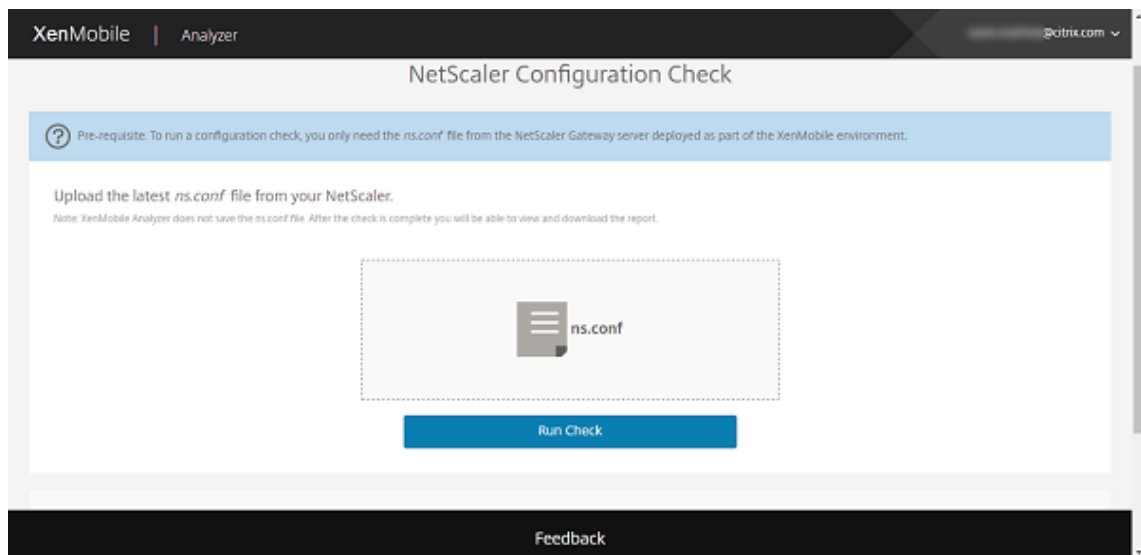 XenMobile | Analyzer
@citrix.com
NetScaler Configuration Check
Pre-requisite: To run a configuration check, you only need the ns.conf file from the NetScaler Gateway server deployed as part of the XenMobile environment.
Upload the latest ns.conf file from your NetScaler.
Note: XenMobile Analyzer does not save the ns.conf file. After the check is complete you will be able to view and download the report.
ns.conf
Run Check
Feedback